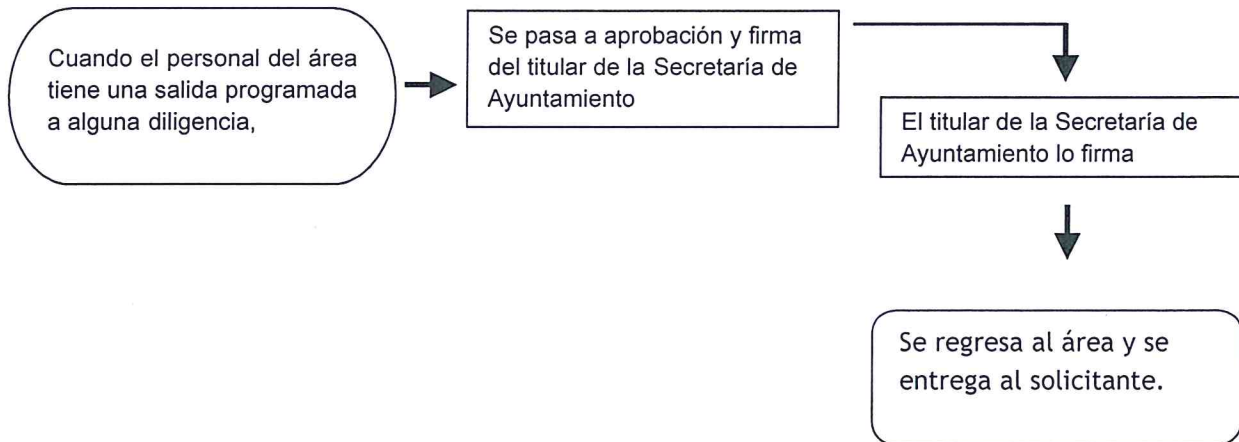 Cuando el personal del área
tiene una salida programada
a alguna diligencia,
Se pasa a aprobación y firma
del titular de la Secretaría de
Ayuntamiento
El titular de la Secretaría de
Ayuntamiento lo firma
Se regresa al área y se
entrega al solicitante.